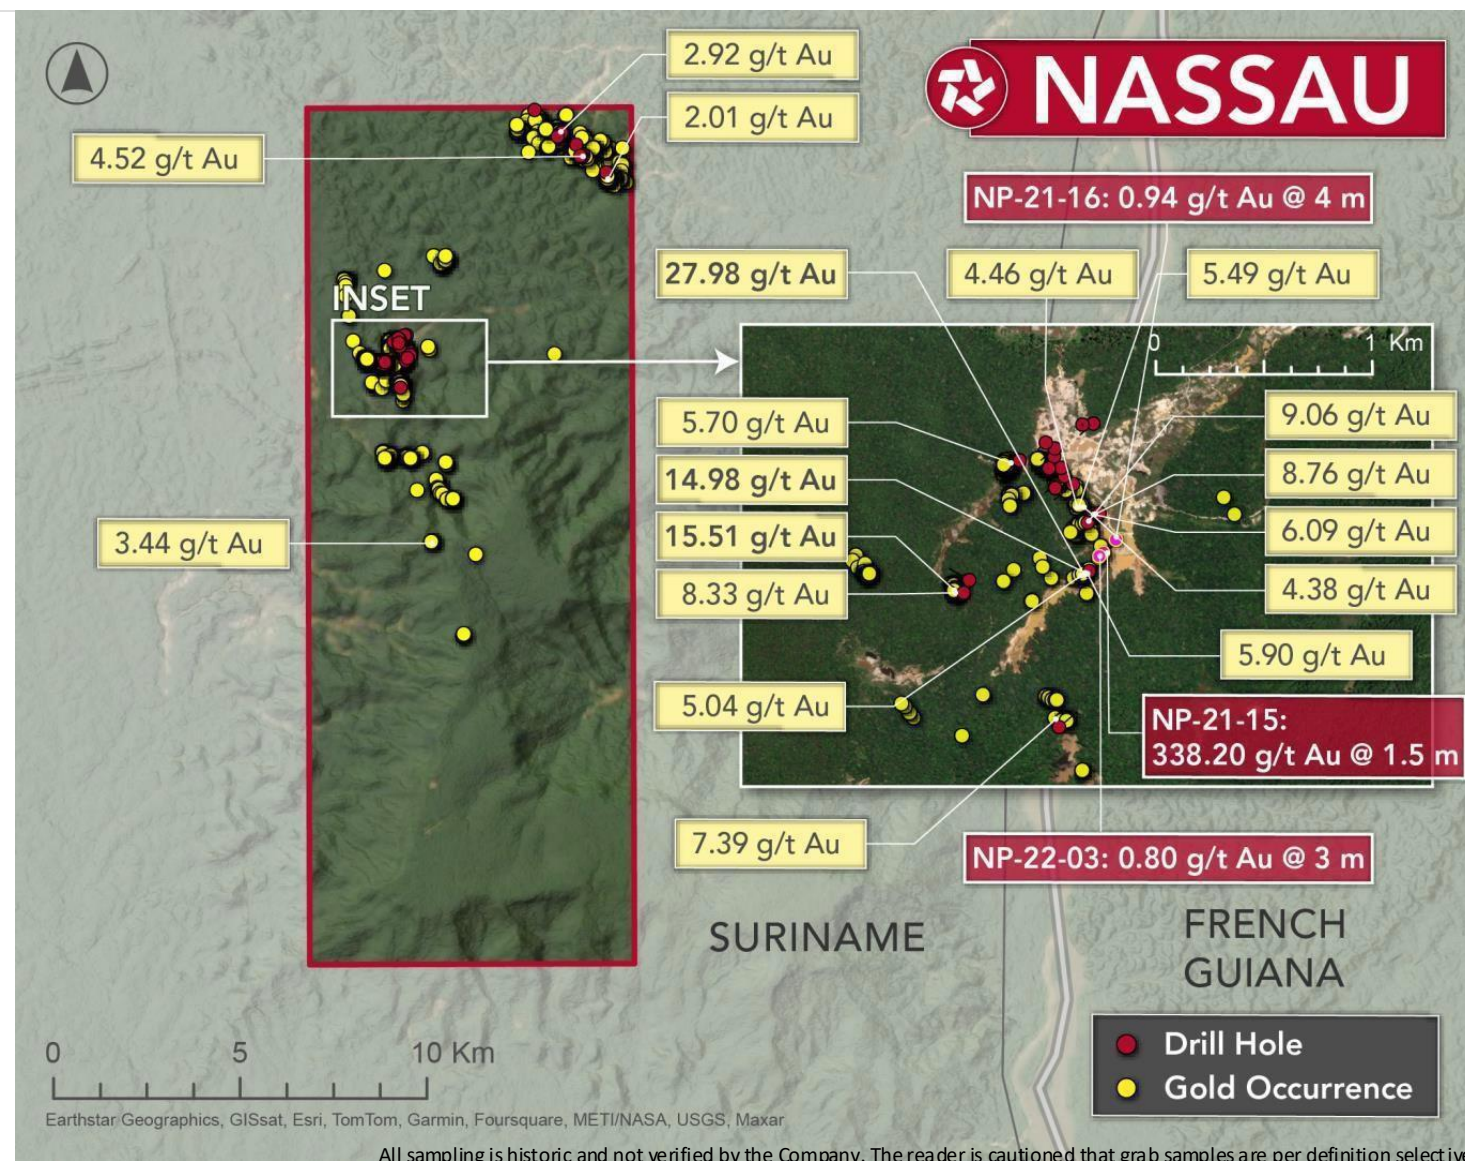 NASSAU
2.92 g/t Au
2.01 g/t Au
4.52 g/t Au
NP-21-16: 0.94 g/t Au @ 4 m
27.98 g/t Au
4.46 g/t Au
5.49 g/t Au
INSET
0 1 Km
5.70 g/t Au
9.06 g/t Au
14.98 g/t Au
8.76 g/t Au
15.51 g/t Au
6.09 g/t Au
3.44 g/t Au
8.33 g/t Au
4.38 g/t Au
5.90 g/t Au
5.04 g/t Au
NP-21-15:
338.20 g/t Au @ 1.5 m
7.39 g/t Au
NP-22-03: 0.80 g/t Au @ 3 m
SURINAME
FRENCH
GUIANA
0 5 10 Km
Drill Hole
Gold Occurrence
Earthstar Geographics, GISsat, Esri, TomTom, Garmin, Foursquare, METI/NASA, USGS, Maxar
All sampling is historic and not verified by the Company. The reader is cautioned that grab samples are per definition selective